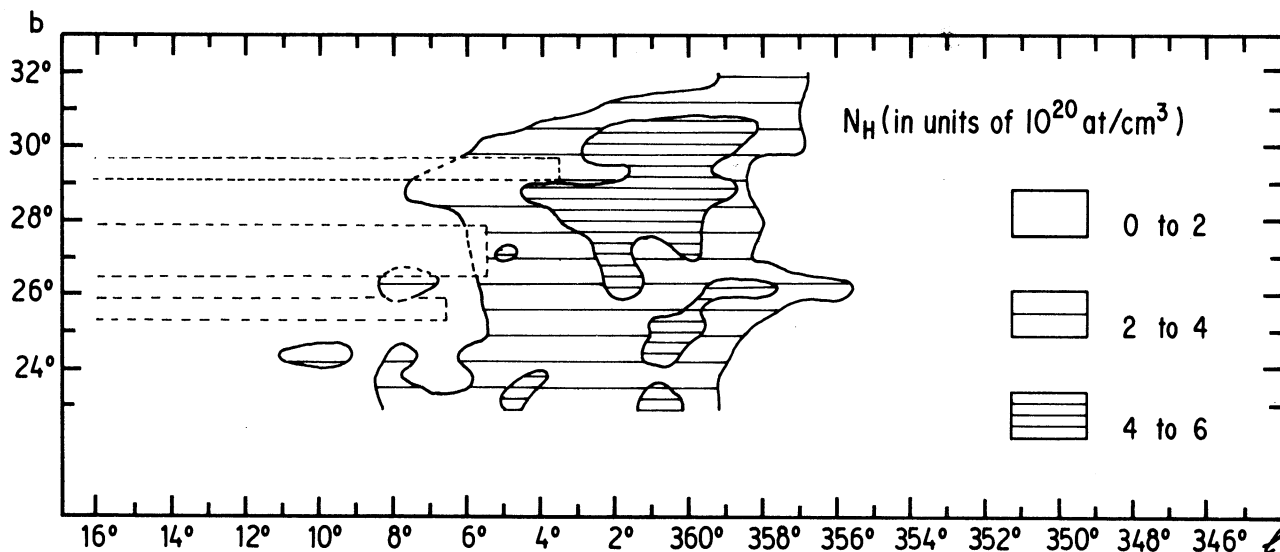 b
32°
30°
28°
26°
24°
N_H (in units of 10^20 at/cm^3)
0 to 2
2 to 4
4 to 6
16° 14° 12° 10° 8° 6° 4° 2° 360° 358° 356° 354° 352° 350° 348° 346° ℓ